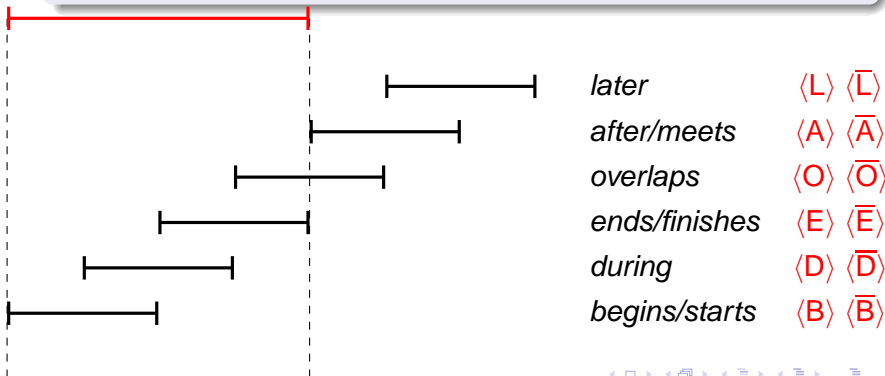 later ⟨L⟩ ⟨L̅⟩
after/meets ⟨A⟩ ⟨A̅⟩
overlaps ⟨O⟩ ⟨O̅⟩
ends/finishes ⟨E⟩ ⟨E̅⟩
during ⟨D⟩ ⟨D̅⟩
begins/starts ⟨B⟩ ⟨B̅⟩